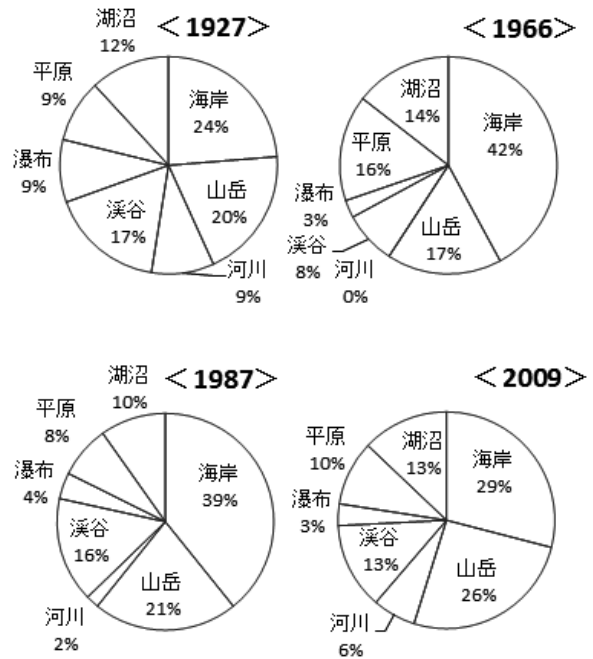 ＜1927＞
湖沼
12%
海岸
24%
山岳
20%
河川
9%
渓谷
17%
瀑布
9%
平原
9%
＜1966＞
湖沼
14%
海岸
42%
山岳
17%
河川
0%
渓谷
8%
瀑布
3%
平原
16%
＜1987＞
湖沼
10%
海岸
39%
山岳
21%
河川
2%
渓谷
16%
瀑布
4%
平原
8%
＜2009＞
湖沼
13%
海岸
29%
山岳
26%
河川
6%
渓谷
13%
瀑布
3%
平原
10%